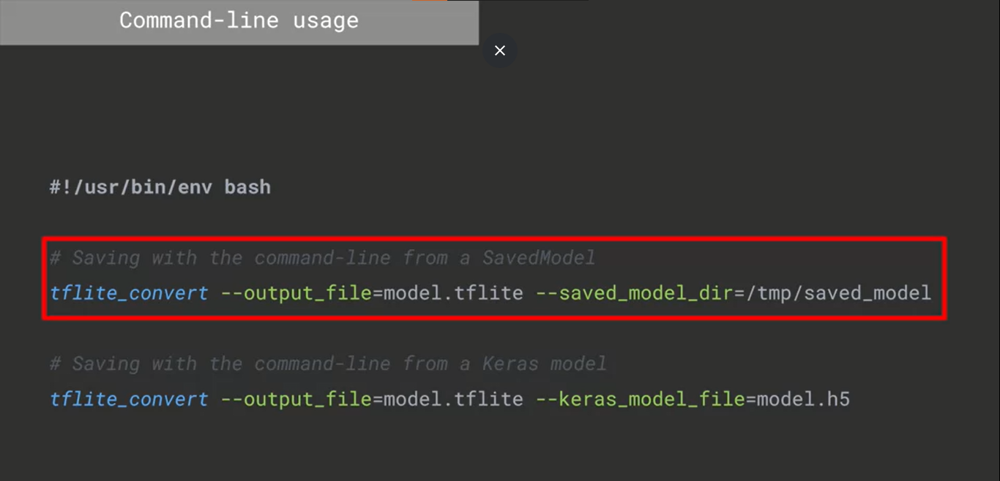 Command-line usage
#!/usr/bin/env bash
# Saving with the command-line from a SavedModel
tflite_convert --output_file=model.tflite --saved_model_dir=/tmp/saved_model
# Saving with the command-line from a Keras model
tflite_convert --output_file=model.tflite --keras_model_file=model.h5